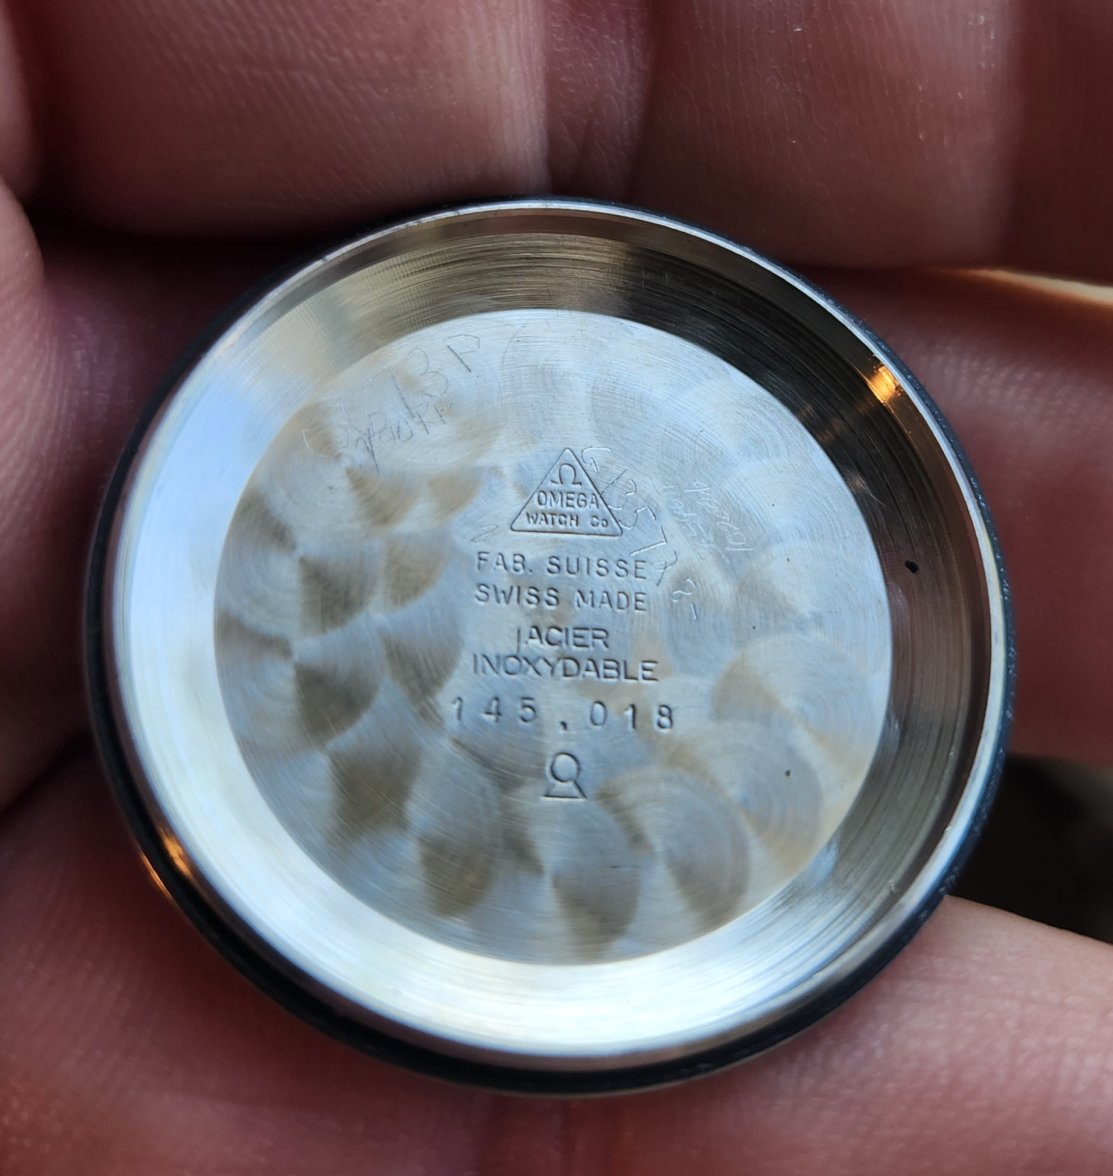 Ω
OMEGA
WATCH Co
FAB. SUISSE
SWISS MADE
ACIER
INOXYDABLE
145.018